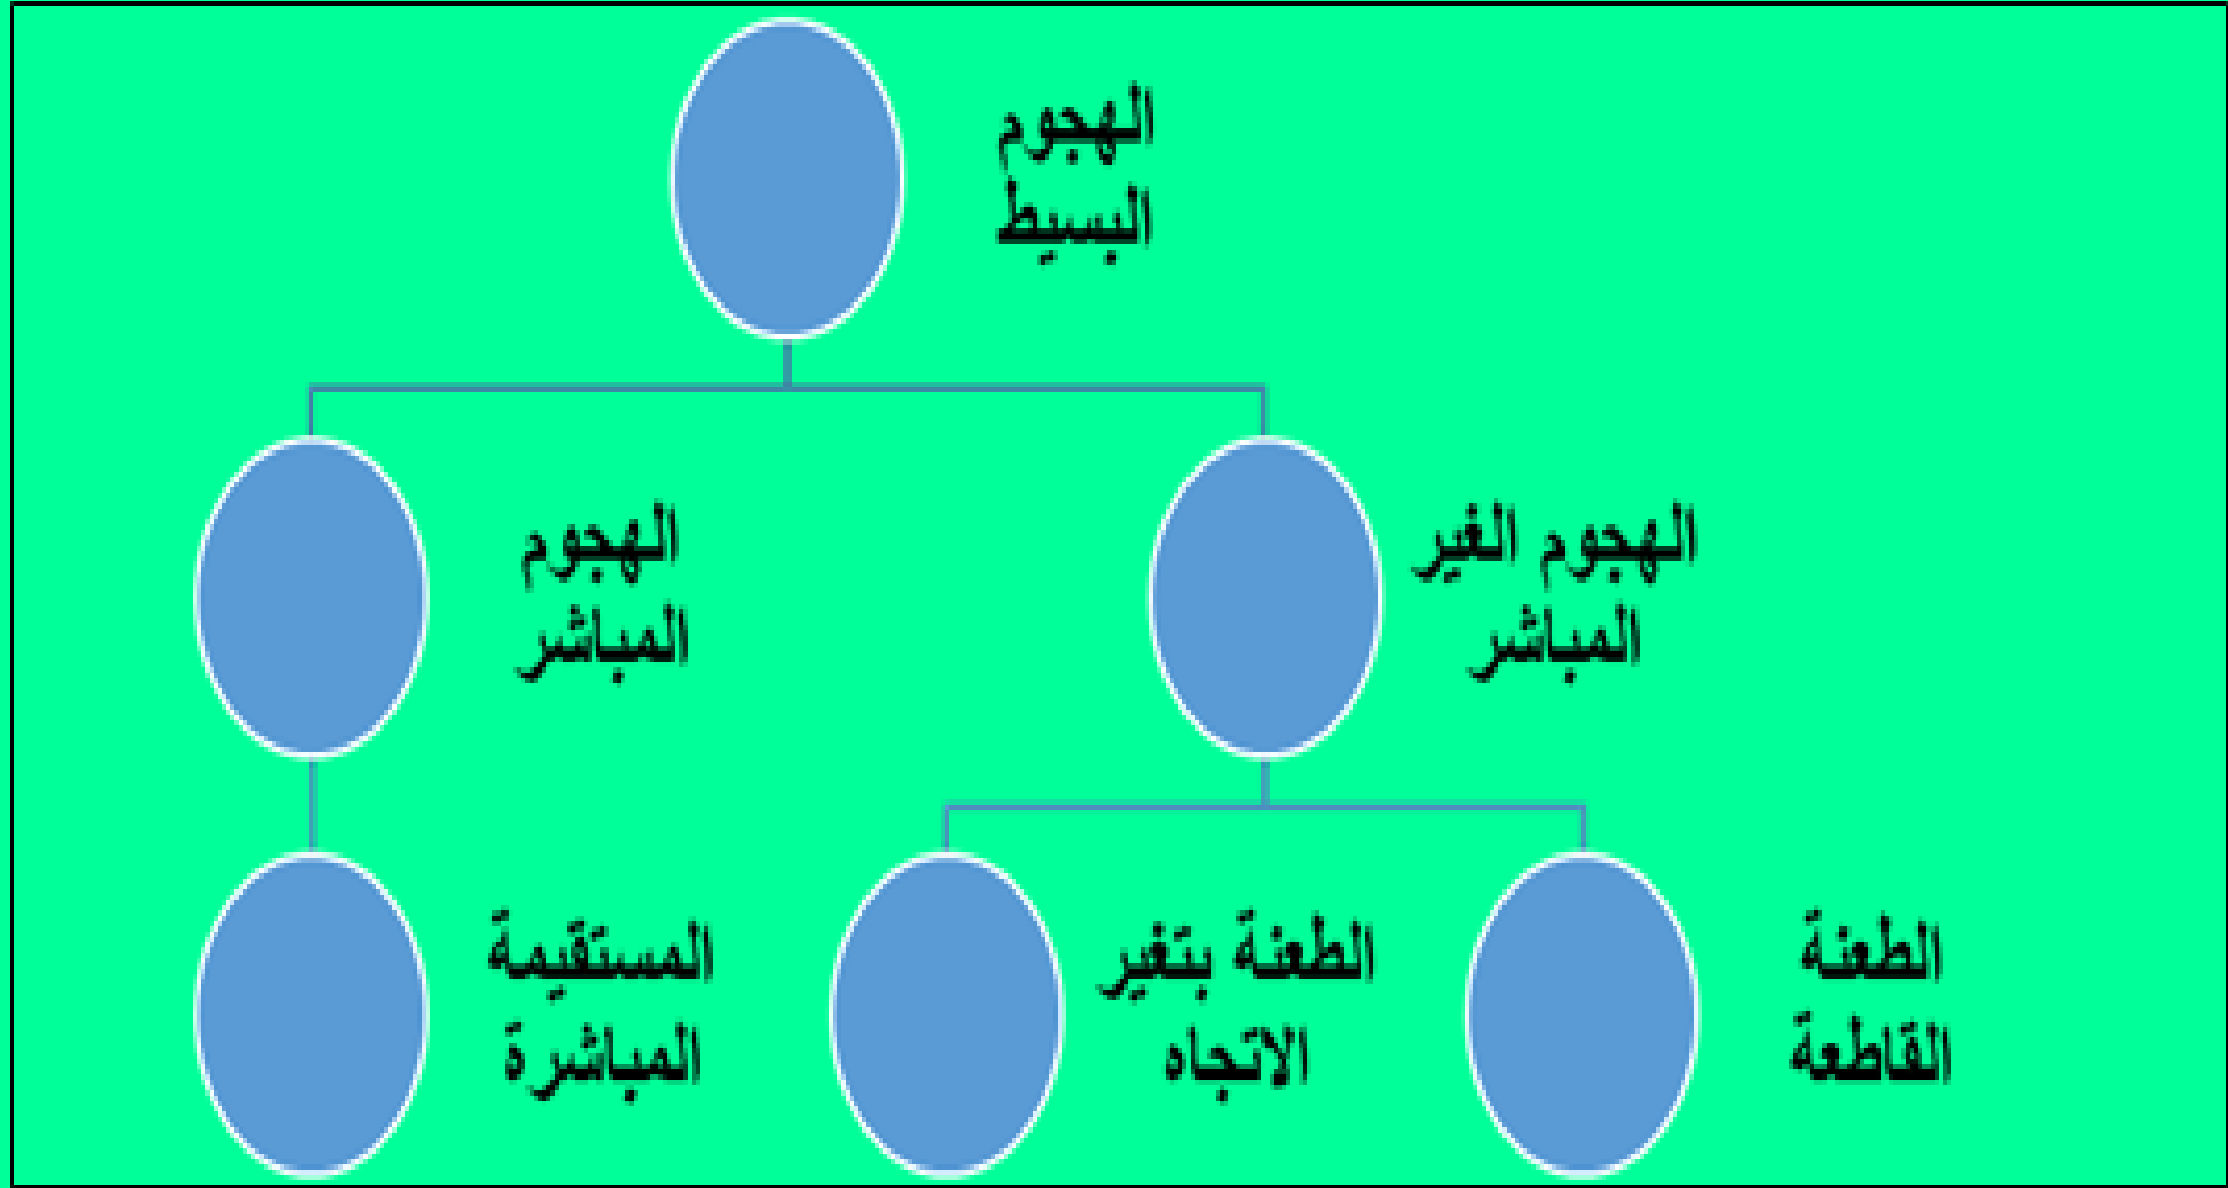 الهجوم
البسيط
الهجوم الغير
المباشر
الهجوم
المباشر
الطعنة
القاطعة
الطعنة بتغير
الاتجاه
المستقيمة
المباشرة